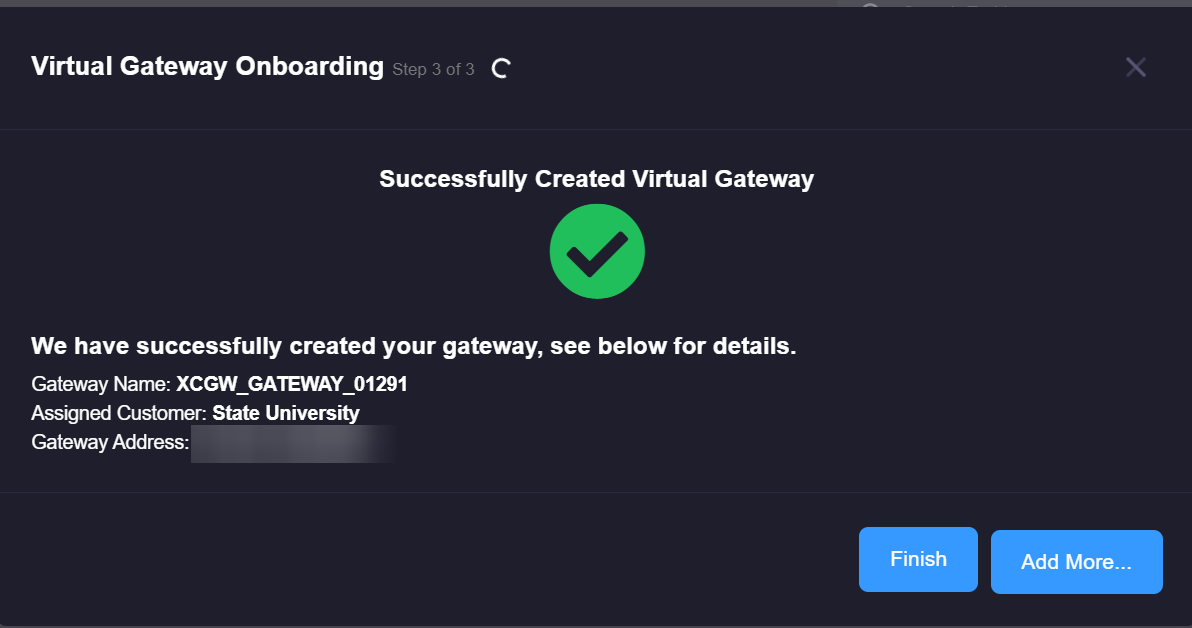 Virtual Gateway Onboarding Step 3 of 3
Successfully Created Virtual Gateway
We have successfully created your gateway, see below for details.
Gateway Name: XCGW_GATEWAY_01291
Assigned Customer: State University
Gateway Address:
Finish
Add More...